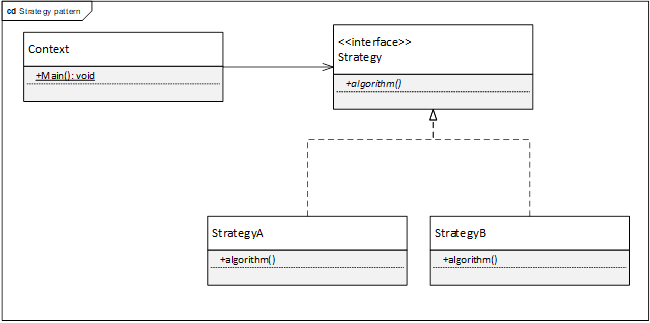 cd Strategy pattern
Context
+Main(): void
<<interface>>
Strategy
+algorithm()
StrategyA
+algorithm()
StrategyB
+algorithm()